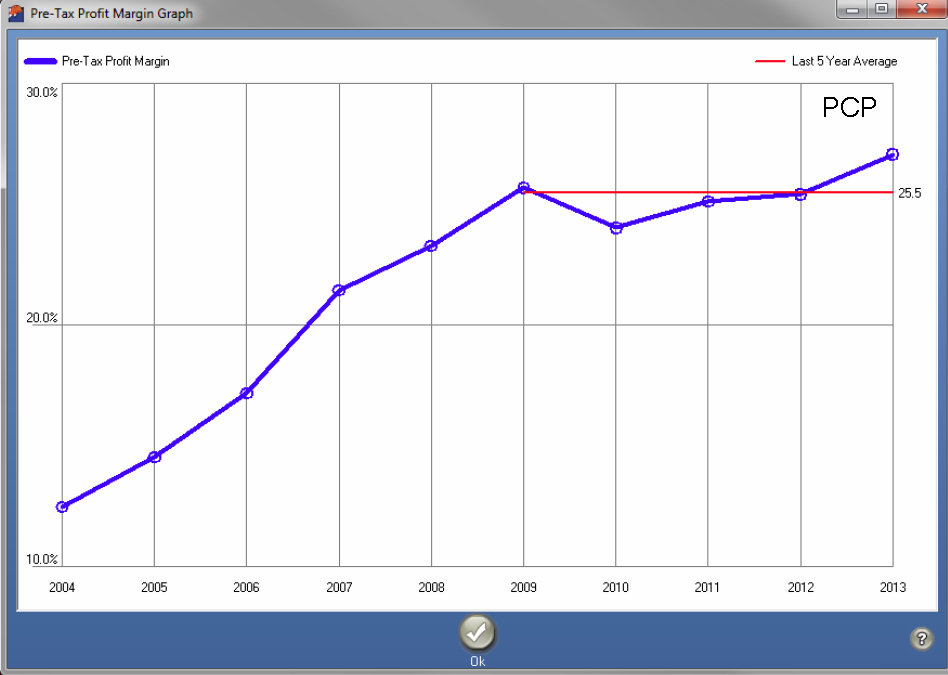 Pre-Tax Profit Margin Graph
Pre-Tax Profit Margin
Last 5 Year Average
30.0%
PCP
25.5
20.0%
10.0%
2004 2005 2006 2007 2008 2009 2010 2011 2012 2013
Ok
?